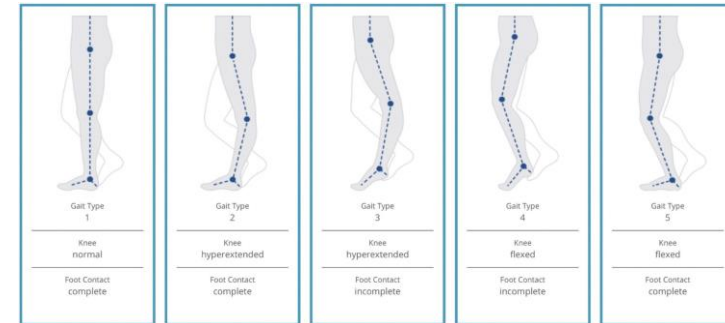 Gait Type
1
Knee
normal
Foot Contact
complete
Gait Type
2
Knee
hyperextended
Foot Contact
complete
Gait Type
3
Knee
hyperextended
Foot Contact
incomplete
Gait Type
4
Knee
flexed
Foot Contact
incomplete
Gait Type
5
Knee
flexed
Foot Contact
complete